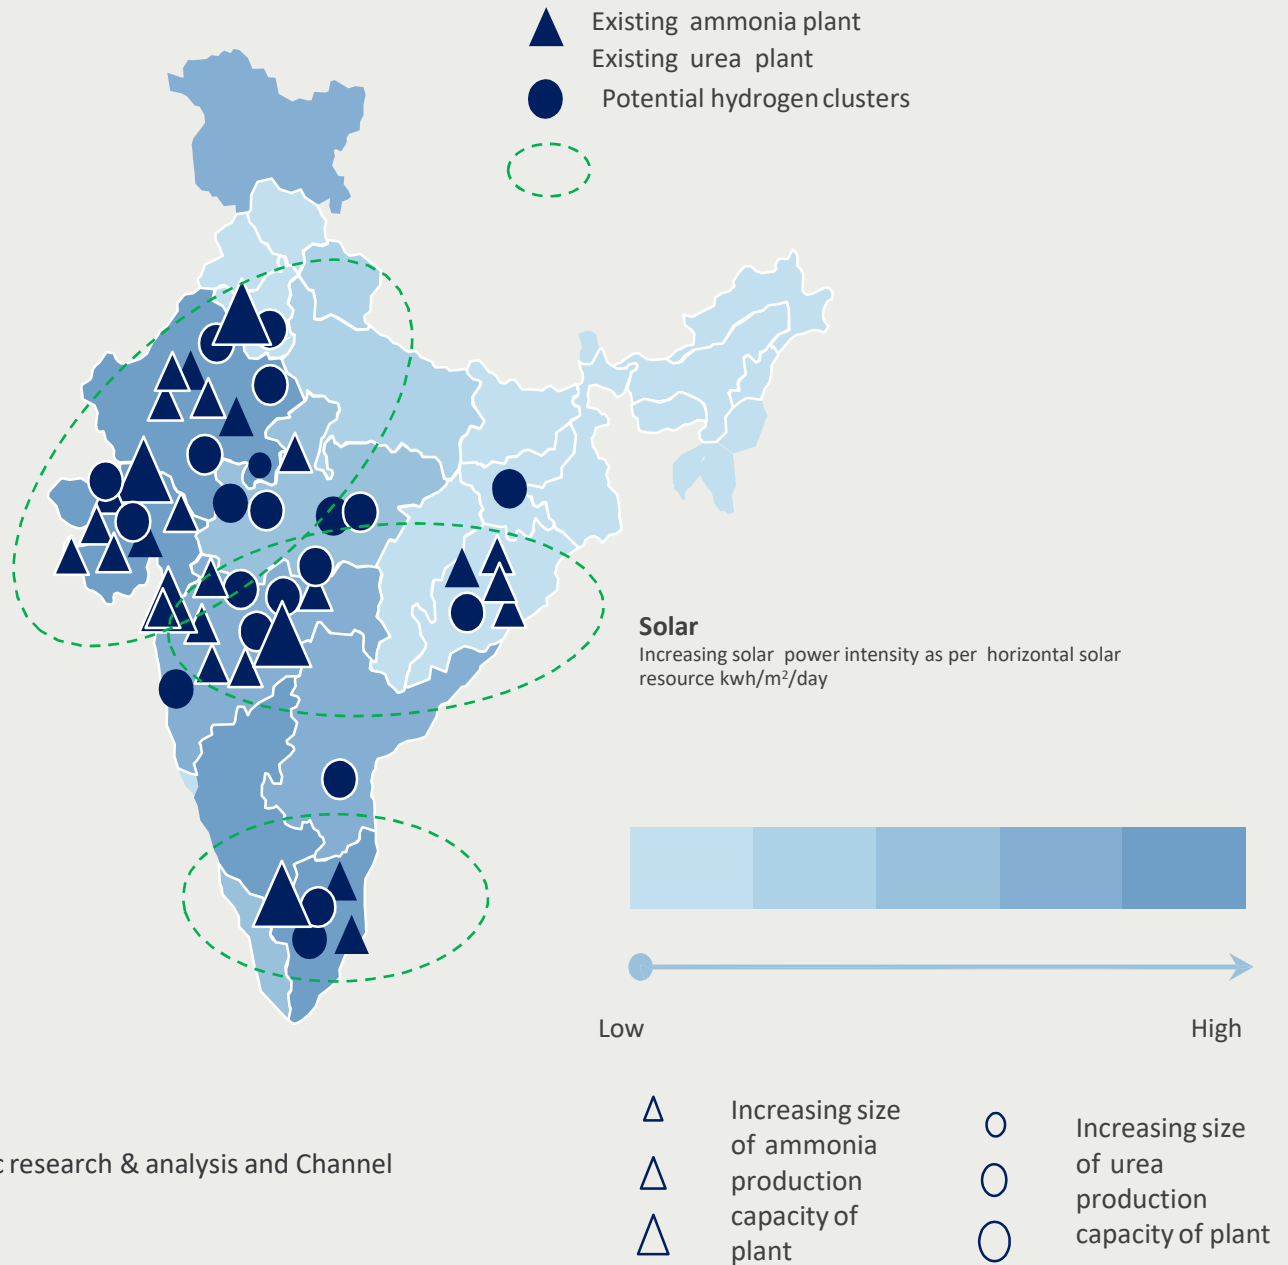 Existing ammonia plant
Existing urea plant
Potential hydrogen clusters
Solar
Increasing solar power intensity as per horizontal solar
resource kwh/m²/day
Low
High
Increasing size
of ammonia
production
capacity of
plant
Increasing size
of urea
production
capacity of plant
research & analysis and Channel